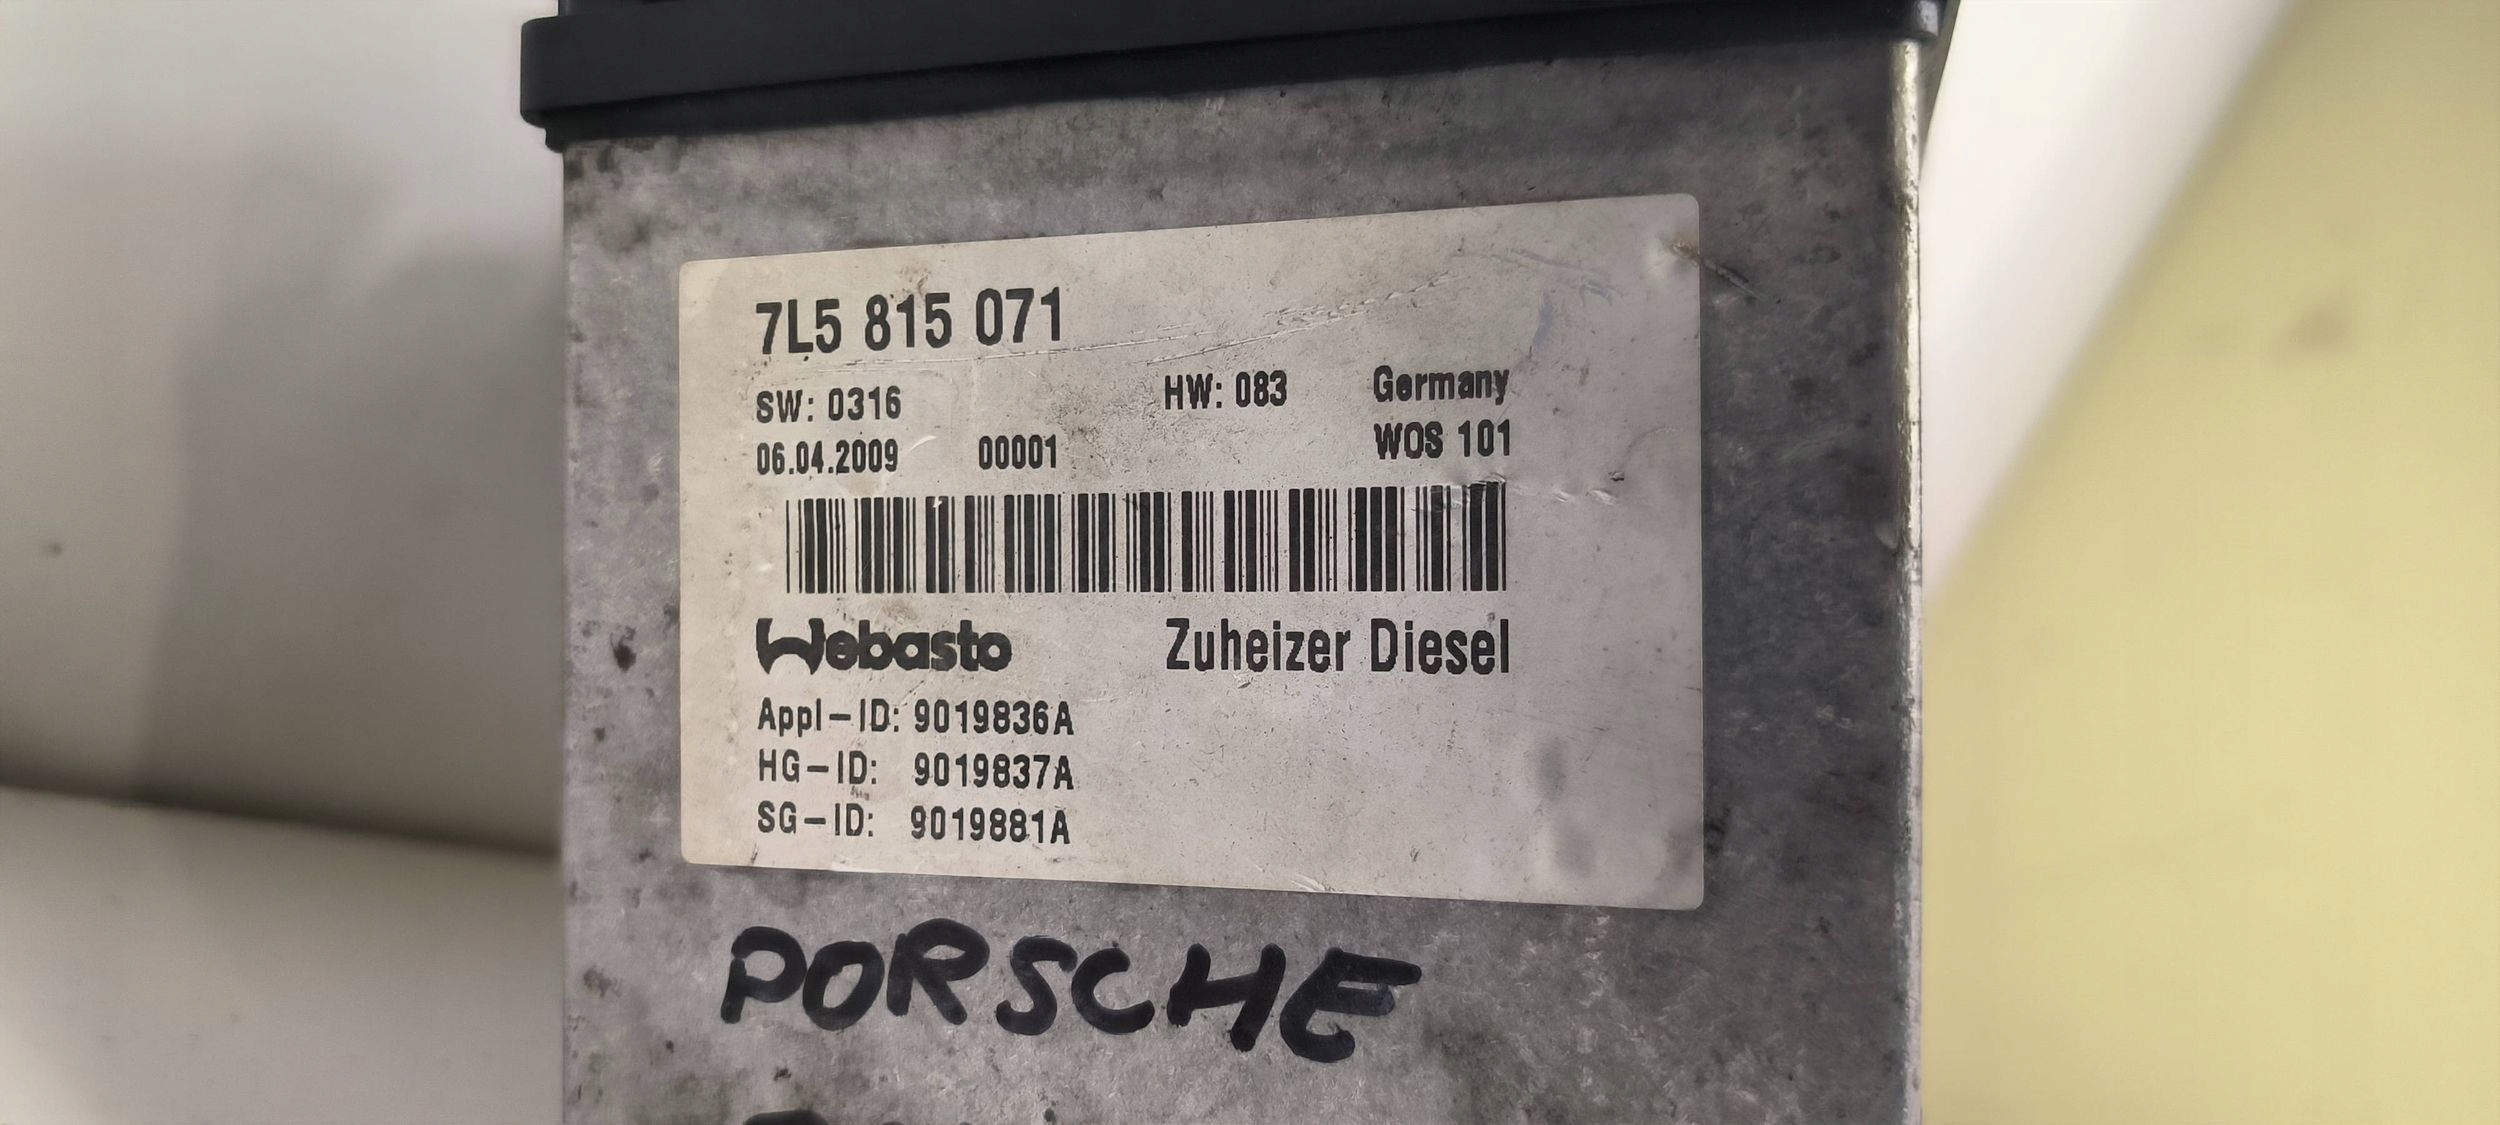 7L5 815 071
SW: 0316 HW: 083 Germany
06.04.2009 00001 WOS 101
Webasto Zuheizer Diesel
Appl-ID: 9019836A
HG-ID: 9019837A
SG-ID: 9019881A
PORSCHE